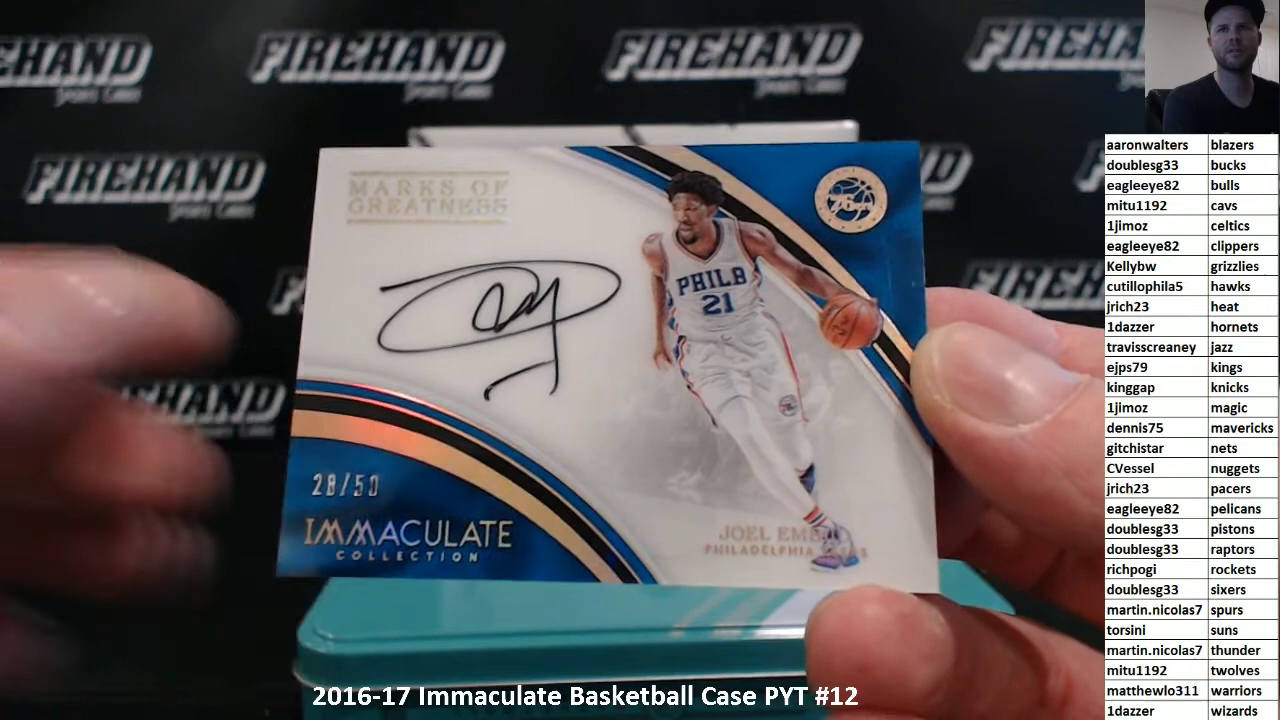 FIREHAND
Sports Cards
FIREHAND
Sports Cards
FIREHAND
Sports Cards
FIREHAND
FIREHAND
Sports Cards
MARKS OF
GREATNESS
76ers
PHILA
21
28/50
IMMACULATE
COLLECTION
JOEL
PHILADELPHIA
2016-17 Immaculate Basketball Case PYT #12
aaronwalters blazers
doublesg33 bucks
eagleeye82 bulls
mitu1192 cavs
1jimoz celtics
eagleeye82 clippers
Kellybw grizzlies
cutillophila5 hawks
jrich23 heat
1dazzer hornets
travisscreaney jazz
ejps79 kings
kinggap knicks
1jimoz magic
dennis75 mavericks
gitchistar nets
CVessel nuggets
jrich23 pacers
eagleeye82 pelicans
doublesg33 pistons
doublesg33 raptors
richpogi rockets
doublesg33 sixers
martin.nicolas7 spurs
torsini suns
martin.nicolas7 thunder
mitu1192 twolves
matthewlo311 warriors
1dazzer wizards